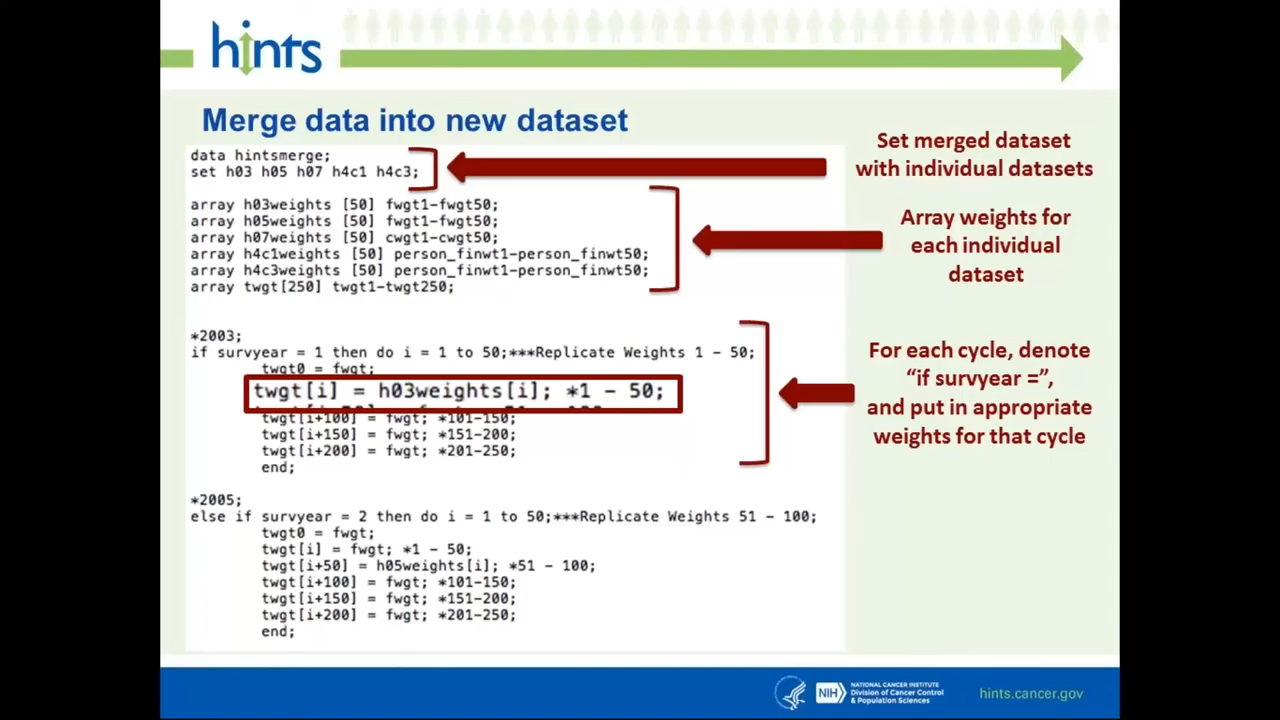 hints
Merge data into new dataset
data hintsmerge;
set h03 h05 h07 h4c1 h4c3;
Set merged dataset
with individual datasets
array h03weights [50] fwgt1-fwgt50;
array h05weights [50] fwgt1-fwgt50;
array h07weights [50] cwgt1-cwgt50;
array h4c1weights [50] person_finwt1-person_finwt50;
array h4c3weights [50] person_finwt1-person_finwt50;
array twgt[250] twgt1-twgt250;
Array weights for
each individual
dataset
*2003;
if survyear = 1 then do i = 1 to 50;***Replicate Weights 1 - 50;
twgt0 = fwgt;
twgt[i] = h03weights[i]; *1 - 50;
twgt[i+100] = fwgt; *101-150;
twgt[i+150] = fwgt; *151-200;
twgt[i+200] = fwgt; *201-250;
end;
For each cycle, denote
“if survyear =”,
and put in appropriate
weights for that cycle
*2005;
else if survyear = 2 then do i = 1 to 50;***Replicate Weights 51 - 100;
twgt0 = fwgt;
twgt[i] = fwgt; *1 - 50;
twgt[i+50] = h05weights[i]; *51 - 100;
twgt[i+100] = fwgt; *101-150;
twgt[i+150] = fwgt; *151-200;
twgt[i+200] = fwgt; *201-250;
end;
NIH
NATIONAL CANCER INSTITUTE
Division of Cancer Control
& Population Sciences
hints.cancer.gov